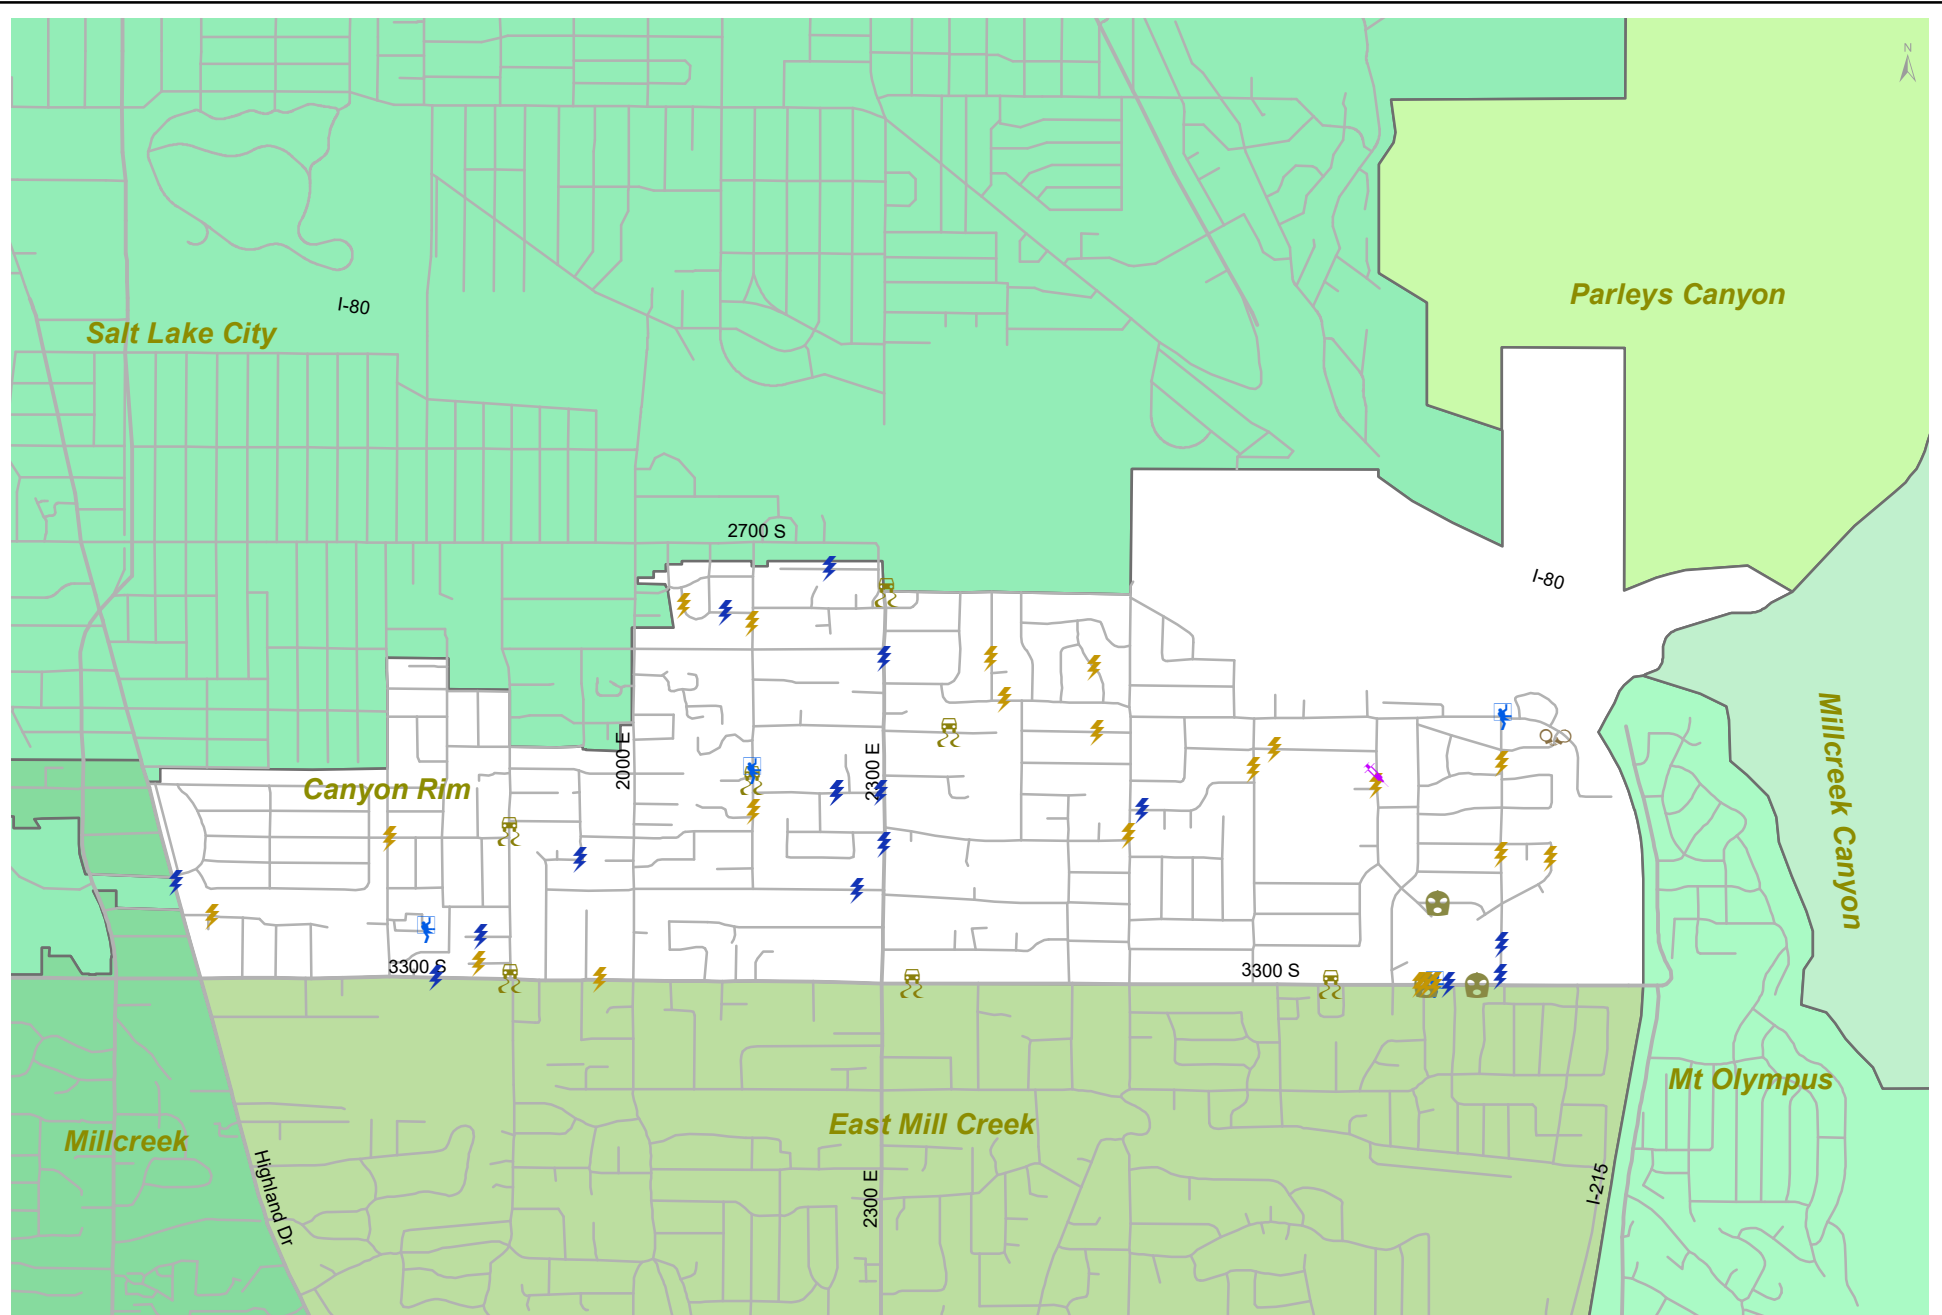 N
Parleys Canyon
I-80
Salt Lake City
2700 S
I-80
2000 E
2300 E
Canyon Rim
Millcreek Canyon
3300 S
3300 S
Mt Olympus
East Mill Creek
Millcreek
Highland Dr
2300 E
I-215